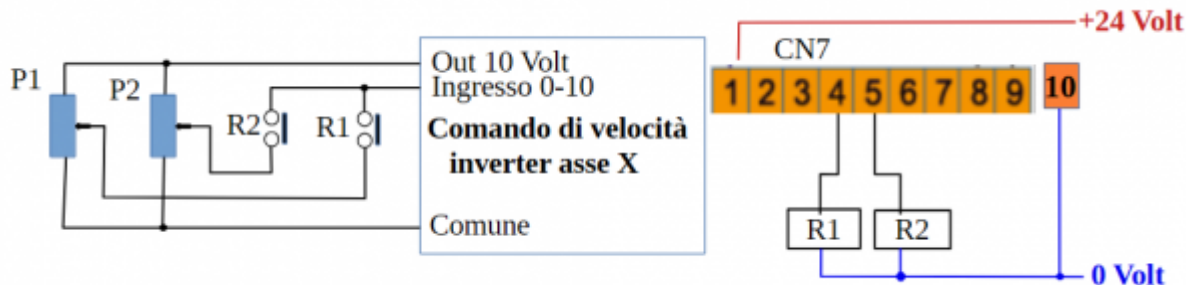 +24 Volt
CN7
P1
P2
Out 10 Volt
Ingresso 0-10
R2
R1
Comando di velocità
inverter asse X
Comune
1 2 3 4 5 6 7 8 9 10
R1
R2
0 Volt